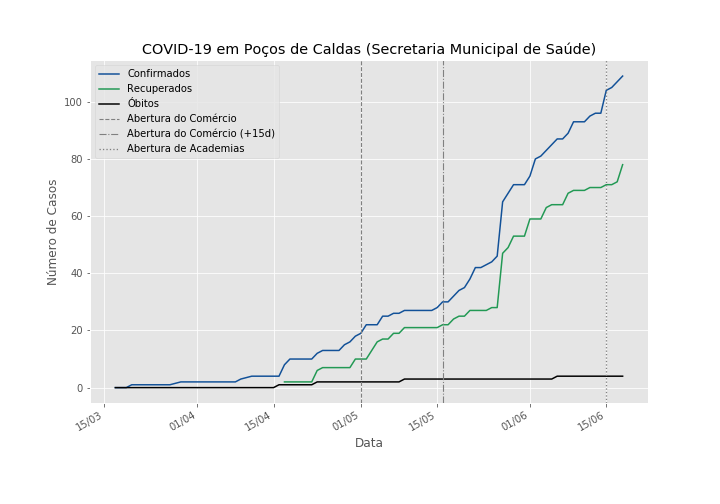 COVID-19 em Poços de Caldas (Secretaria Municipal de Saúde)
Confirmados
Recuperados
Óbitos
Abertura do Comércio
Abertura do Comércio (+15d)
Abertura de Academias
Número de Casos
100
80
60
40
20
0
15/03
01/04
15/04
01/05
15/05
01/06
15/06
Data